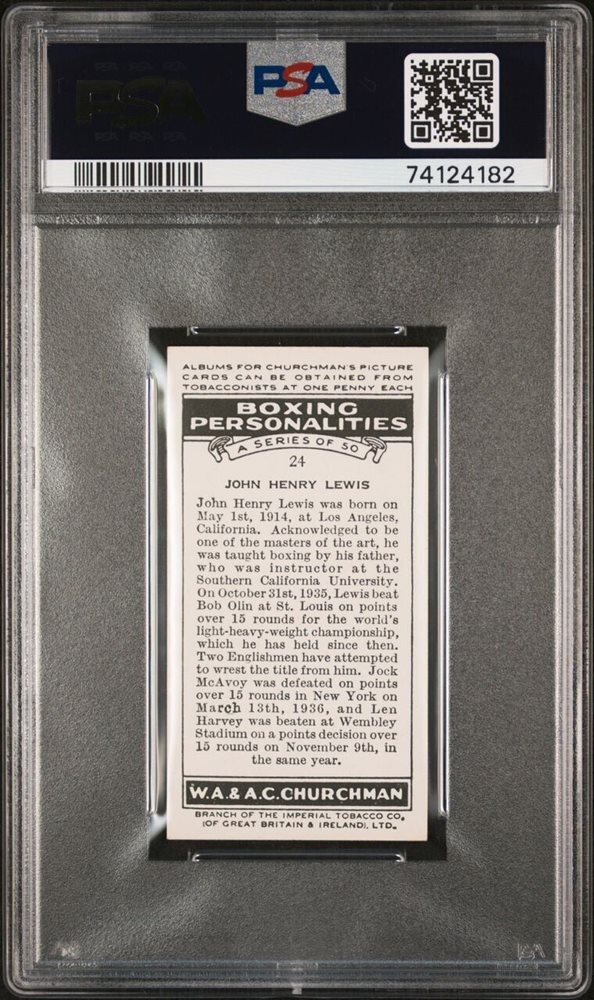 PSA
74124182
ALBUMS FOR CHURCHMAN'S PICTURE
CARDS CAN BE OBTAINED FROM
TOBACCONISTS AT ONE PENNY EACH
BOXING
PERSONALITIES
A SERIES OF 50
24
JOHN HENRY LEWIS
John Henry Lewis was born on
May 1st, 1914, at Los Angeles,
California. Acknowledged to be
one of the masters of the art, he
was taught boxing by his father,
who was instructor at the
Southern California University.
On October 31st, 1935, Lewis beat
Bob Olin at St. Louis on points
over 15 rounds for the world's
light-heavy-weight championship,
which he has held since then.
Two Englishmen have attempted
to wrest the title from him. Jock
McAvoy was defeated on points
over 15 rounds in New York on
March 13th, 1936, and Len
Harvey was beaten at Wembley
Stadium on a points decision over
15 rounds on November 9th, in
the same year.
W.A. & A.C. CHURCHMAN
BRANCH OF THE IMPERIAL TOBACCO CO.
(OF GREAT BRITAIN & IRELAND), LTD.